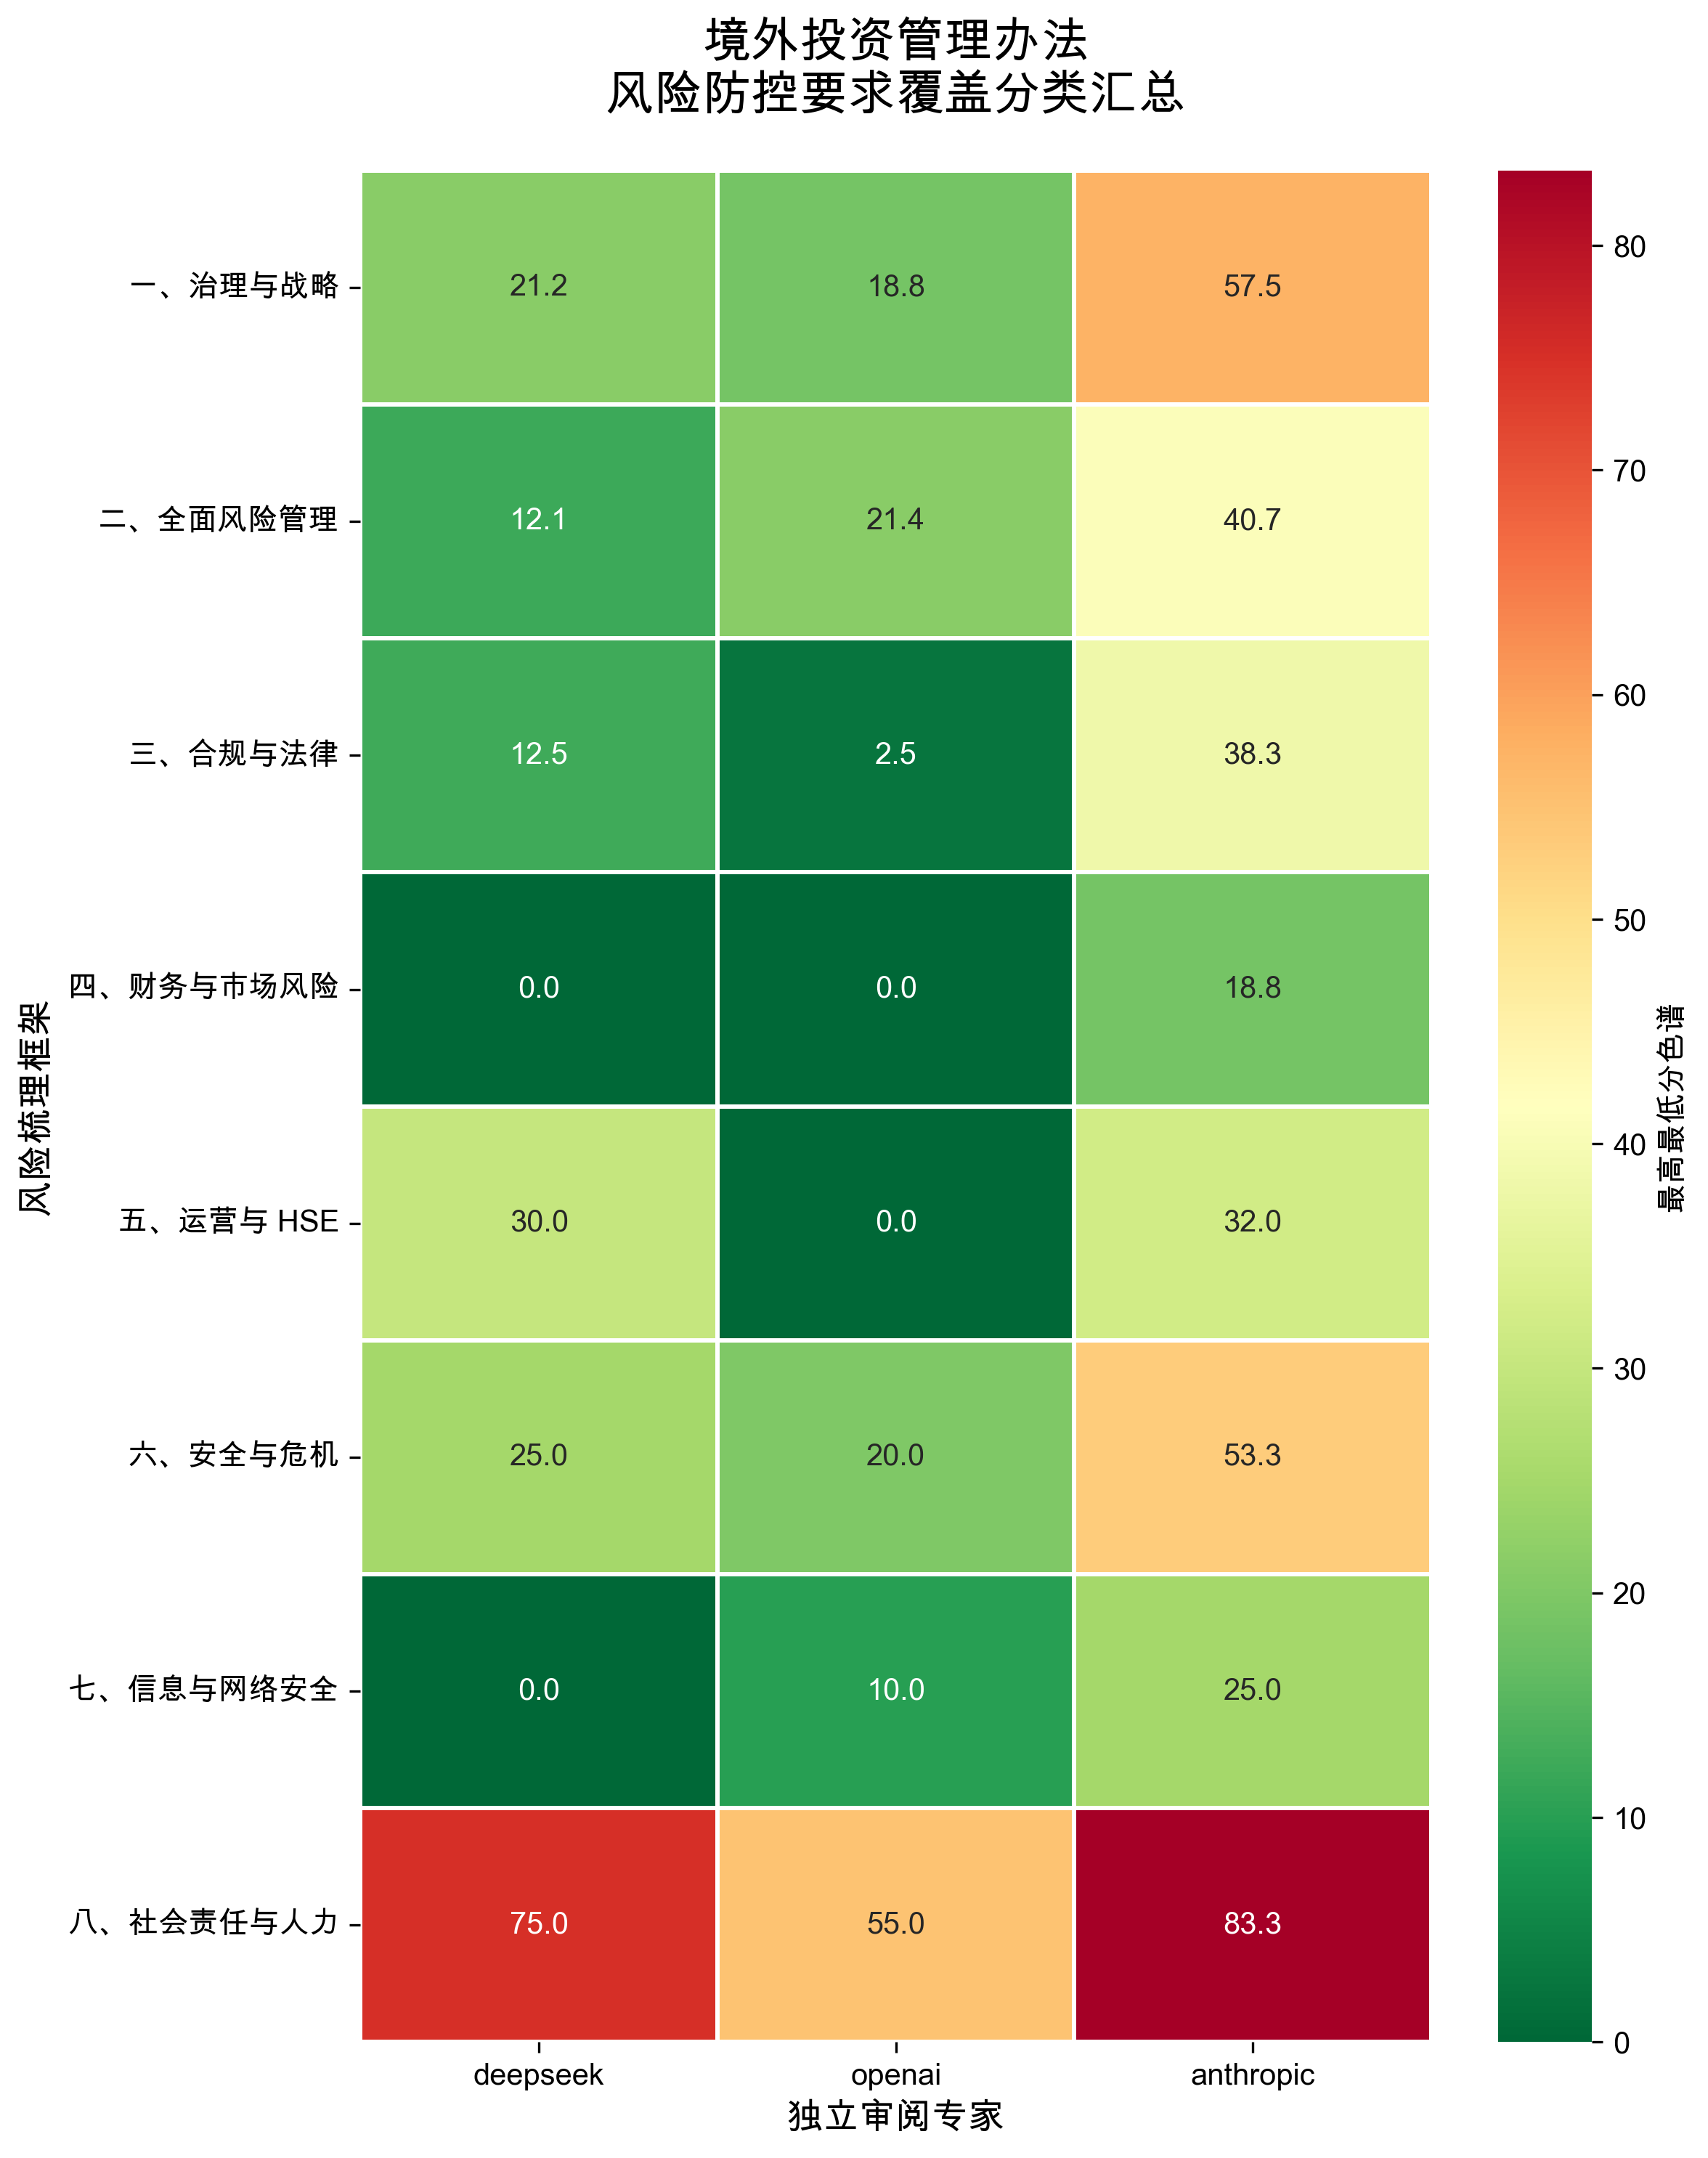 境外投资管理办法
风险防控要求覆盖分类汇总
风险梳理框架
一、治理与战略 21.2 18.8 57.5
二、全面风险管理 12.1 21.4 40.7
三、合规与法律 12.5 2.5 38.3
四、财务与市场风险 0.0 0.0 18.8
五、运营与 HSE 30.0 0.0 32.0
六、安全与危机 25.0 20.0 53.3
七、信息与网络安全 0.0 10.0 25.0
八、社会责任与人力 75.0 55.0 83.3
deepseek openai anthropic
独立审阅专家
80
70
60
50
40
30
20
10
0
最高最低分色谱